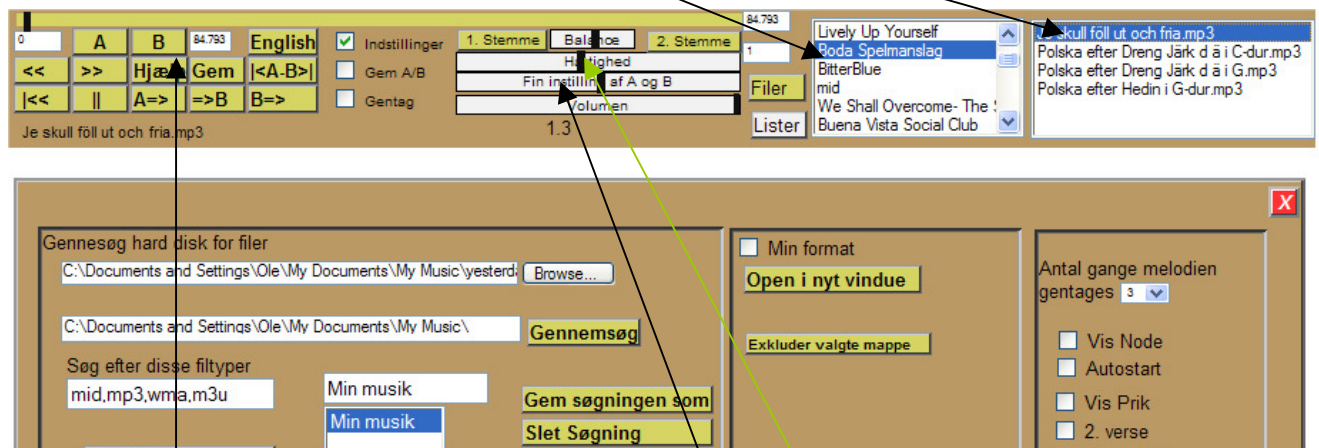 84.793
0 A B 84.793 English Indstillinger 1. Stemme Balance 2. Stemme 1
<< >> Hjælp Gem |<A-B>| Gem A/B Hastighed
Fin instilling af A og B Filer
|<< || A=> =>B B=> Gentag Volumen
Je skull föll ut och fria.mp3 1.3 Lister
Lively Up Yourself
Boda Spelmanslag
BitterBlue
mid
We Shall Overcome- The
Buena Vista Social Club
Je skull föll ut och fria.mp3
Polska efter Dreng Järk d ä i C-dur.mp3
Polska efter Dreng Järk d ä i G.mp3
Polska efter Hedin i G-dur.mp3
X
Gennesøg hard disk for filer
C:\Documents and Settings\Ole\My Documents\My Music\yesterda Browse...
C:\Documents and Settings\Ole\My Documents\My Music\ Gennemsøg
Søg efter disse filtyper
mid,mp3,wma,m3u Min musik Gem søgningen som
Min musik Slet Søgning
Min format
Open i nyt vindue
Exkluder valgte mappe
Antal gange melodien
gentages 3
Vis Node
Autostart
Vis Prik
2. verse